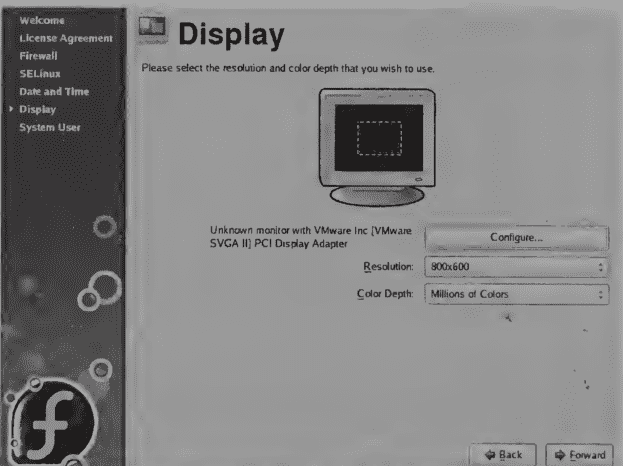 Welcome
License Agreement
Firewall
SELinux
Date and Time
Display
System User
Display
Please select the resolution and color depth that you wish to use.
Unknown monitor with VMware Inc [VMware
SVGA II] PCI Display Adapter
Configure...
Resolution:
800x600
Color Depth:
Millions of Colors
Back
Forward